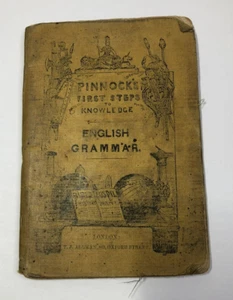 PINNOCK'S
FIRST STEPS
TO
KNOWLEDGE
ENGLISH
GRAMMAR.
LONDON